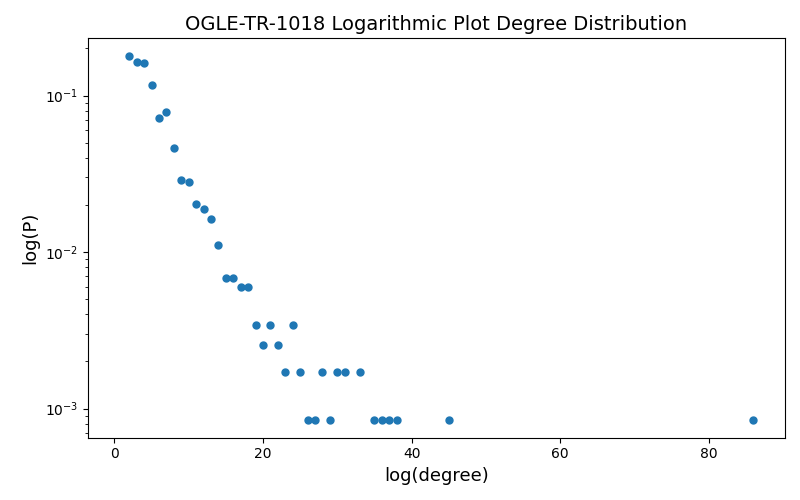 OGLE-TR-1018 Logarithmic Plot Degree Distribution
log(P)
10⁻¹
10⁻²
10⁻³
0 20 40 60 80
log(degree)